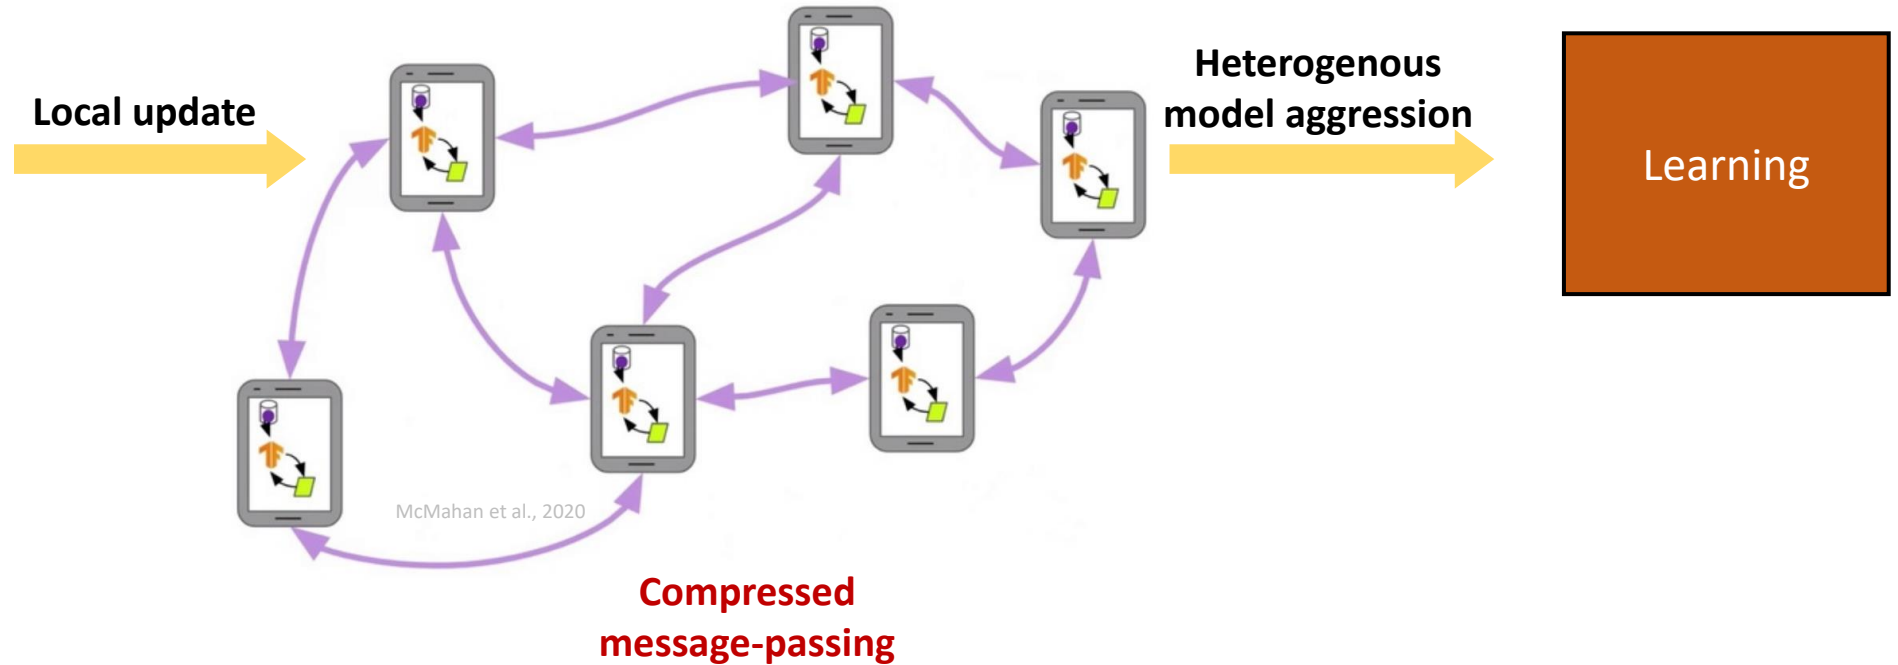 Local update
Heterogenous
model aggression
Learning
McMahan et al., 2020
Compressed
message-passing